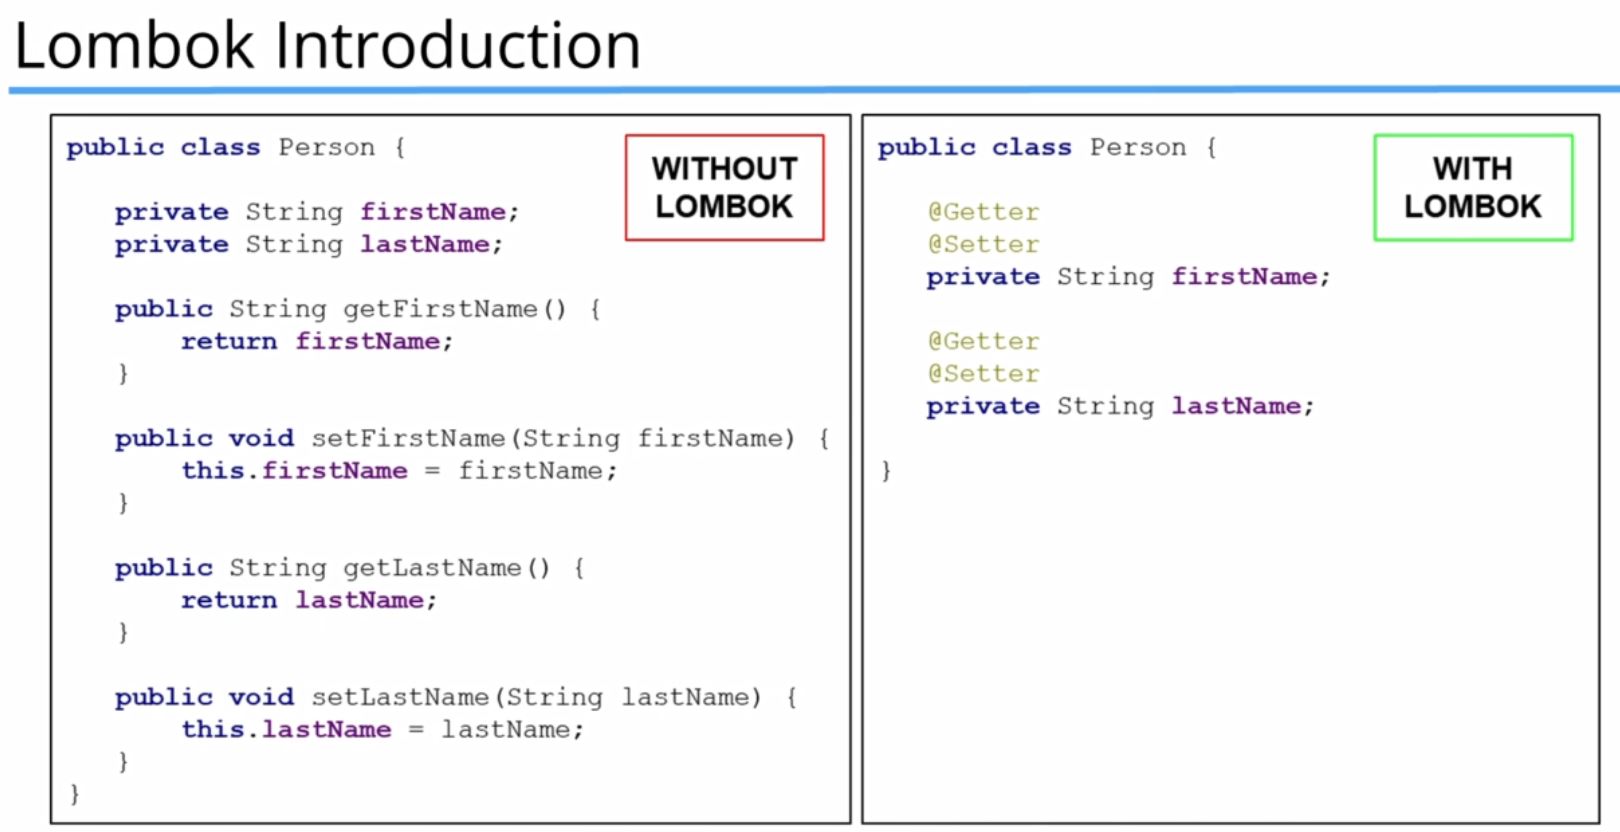 Lombok Introduction
public class Person {
WITHOUT
LOMBOK
private String firstName;
private String lastName;
public String getFirstName() {
return firstName;
}
public void setFirstName(String firstName) {
this.firstName = firstName;
}
public String getLastName() {
return lastName;
}
public void setLastName(String lastName) {
this.lastName = lastName;
}
}
public class Person {
WITH
LOMBOK
@Getter
@Setter
private String firstName;
@Getter
@Setter
private String lastName;
}